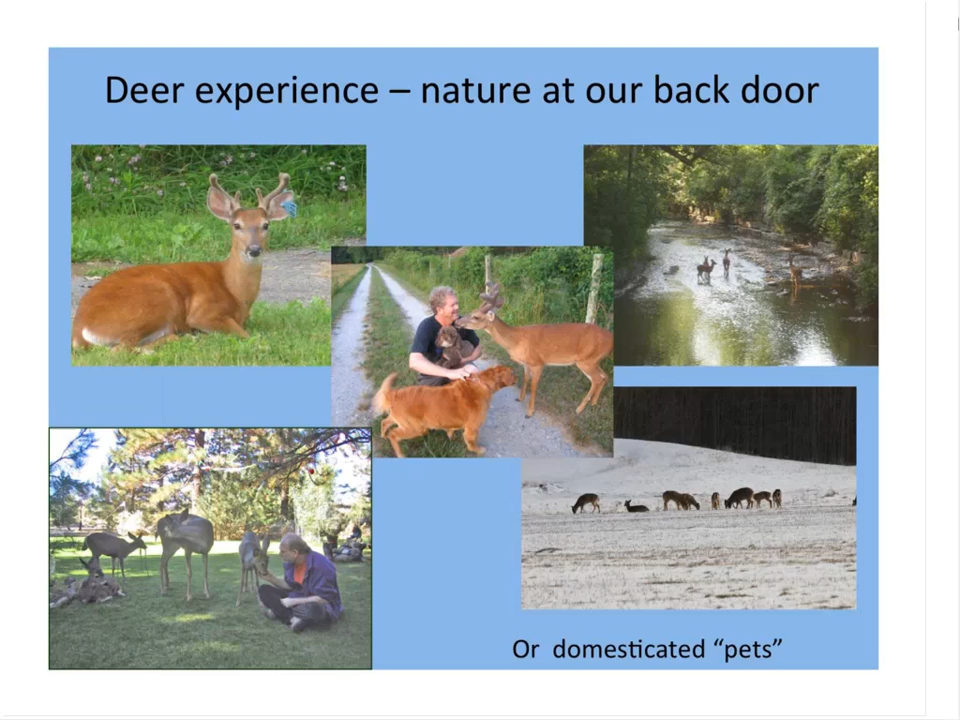 Deer experience – nature at our back door
Or domesticated “pets”